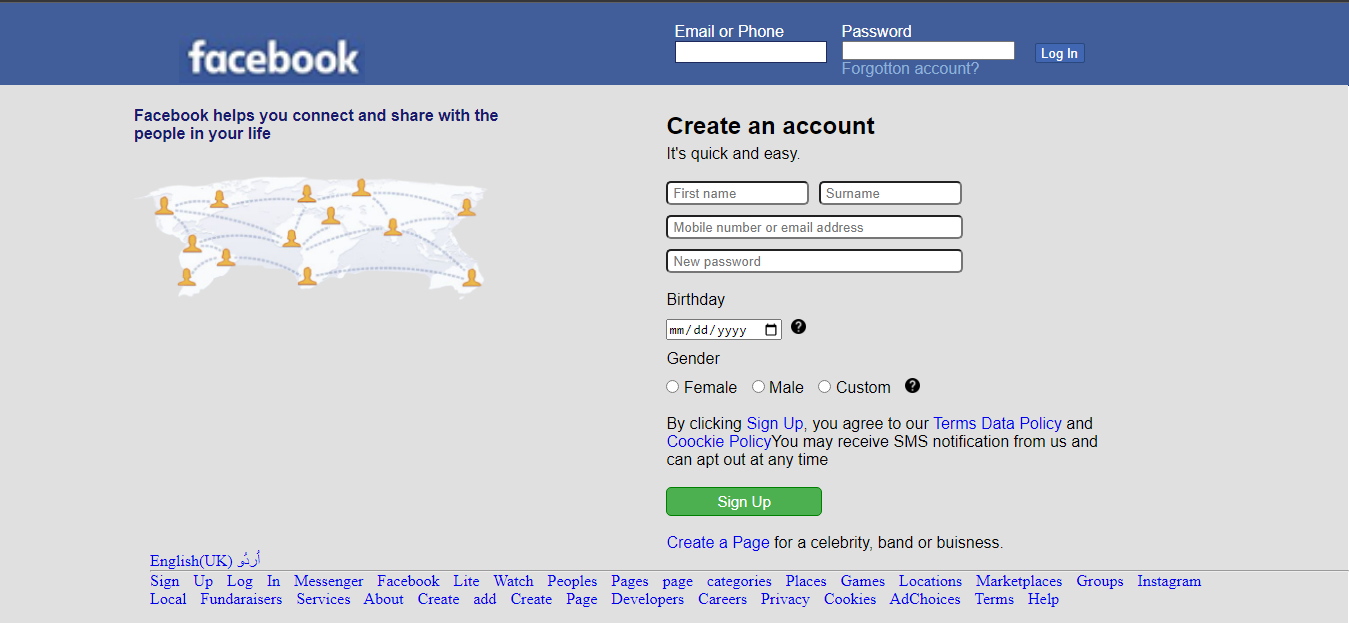 facebook
Email or Phone
Password
Log In
Forgotton account?
Facebook helps you connect and share with the
people in your life
Create an account
It's quick and easy.
First name
Surname
Mobile number or email address
New password
Birthday
mm/dd/yyyy
?
Gender
Female
Male
Custom
?
By clicking Sign Up, you agree to our Terms Data Policy and
Coockie PolicyYou may receive SMS notification from us and
can apt out at any time
Sign Up
Create a Page for a celebrity, band or buisness.
English(UK) اُردُو
Sign Up Log In Messenger Facebook Lite Watch Peoples Pages page categories Places Games Locations Marketplaces Groups Instagram
Local Fundaraisers Services About Create add Create Page Developers Careers Privacy Cookies AdChoices Terms Help